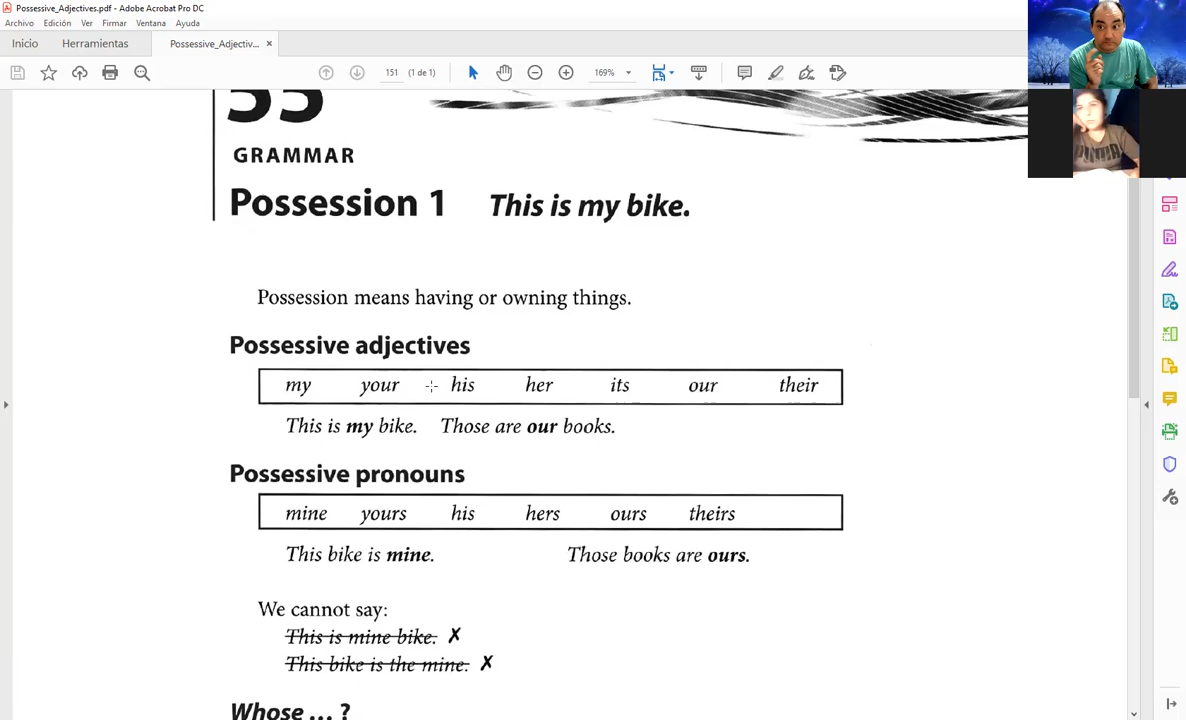 Possessive_Adjectives.pdf - Adobe Acrobat Pro DC
Archivo Edición Ver Firmar Ventana Ayuda
Inicio Herramientas Possessive_Adjectiv... ×
151 (1 de 1) 169%
GRAMMAR
Possession 1 This is my bike.
Possession means having or owning things.
Possessive adjectives
my your his her its our their
This is my bike. Those are our books.
Possessive pronouns
mine yours his hers ours theirs
This bike is mine. Those books are ours.
We cannot say:
This is mine bike. ✗
This bike is the mine. ✗
Whose ... ?
PUMA